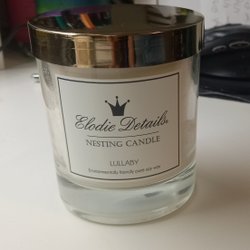 Elodie Details®
NESTING CANDLE
LULLABY
Environmentally friendly pure soy wax